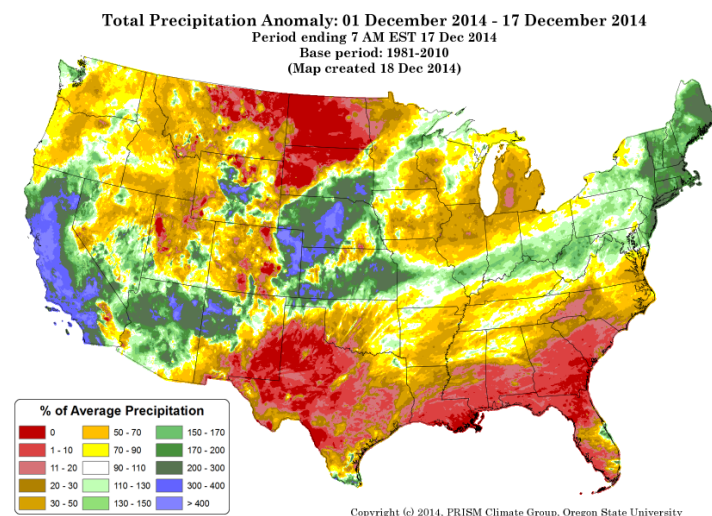 Total Precipitation Anomaly: 01 December 2014 - 17 December 2014
Period ending 7 AM EST 17 Dec 2014
Base period: 1981-2010
(Map created 18 Dec 2014)
% of Average Precipitation
0
1 - 10
11 - 20
20 - 30
30 - 50
50 - 70
70 - 90
90 - 110
110 - 130
130 - 150
150 - 170
170 - 200
200 - 300
300 - 400
> 400
Copyright (c) 2014, PRISM Climate Group, Oregon State University